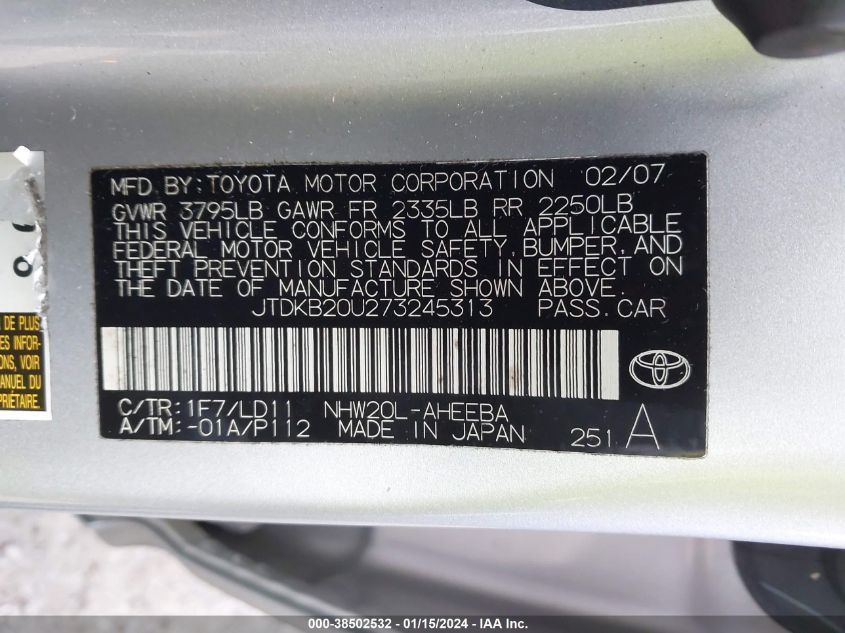 MFD. BY: TOYOTA MOTOR CORPORATION 02/07
GVWR 3795LB GAWR FR 2335LB RR 2250LB
THIS VEHICLE CONFORMS TO ALL APPLICABLE
FEDERAL MOTOR VEHICLE SAFETY, BUMPER, AND
THEFT PREVENTION STANDARDS IN EFFECT ON
THE DATE OF MANUFACTURE SHOWN ABOVE.
JTDKB20U273245313 PASS. CAR
C/TR: 1F7/LD11 NHW20L-AHEEBA
A/TM: -01A/P112 MADE IN JAPAN 251 A
DE PLUS
ES INFOR-
ONS, VOIR
ANUEL DU
PRIÉTAIRE.
000-38502532 - 01/15/2024 - IAA Inc.